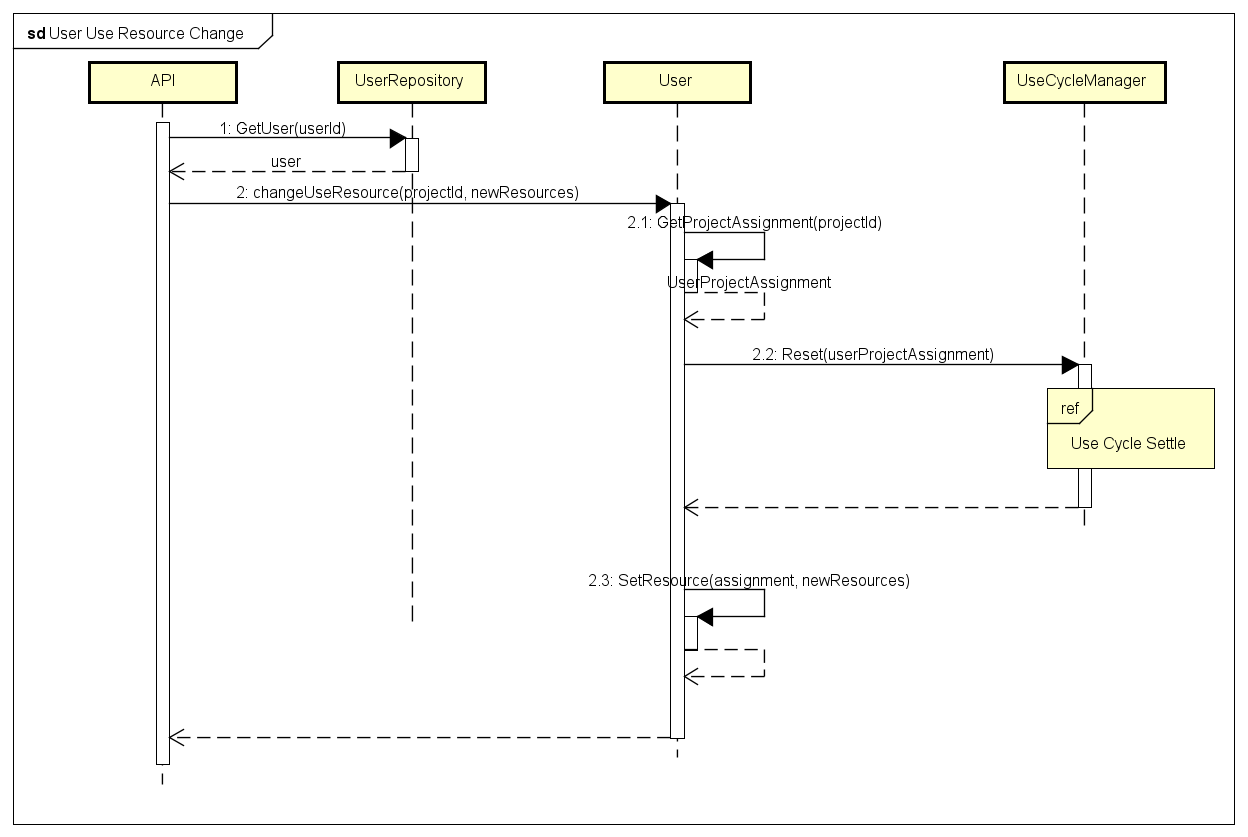 sd User Use Resource Change
API
UserRepository
User
UseCycleManager
1: GetUser(userId)
user
2: changeUseResource(projectId, newResources)
2.1: GetProjectAssignment(projectId)
UserProjectAssignment
2.2: Reset(userProjectAssignment)
ref
Use Cycle Settle
2.3: SetResource(assignment, newResources)